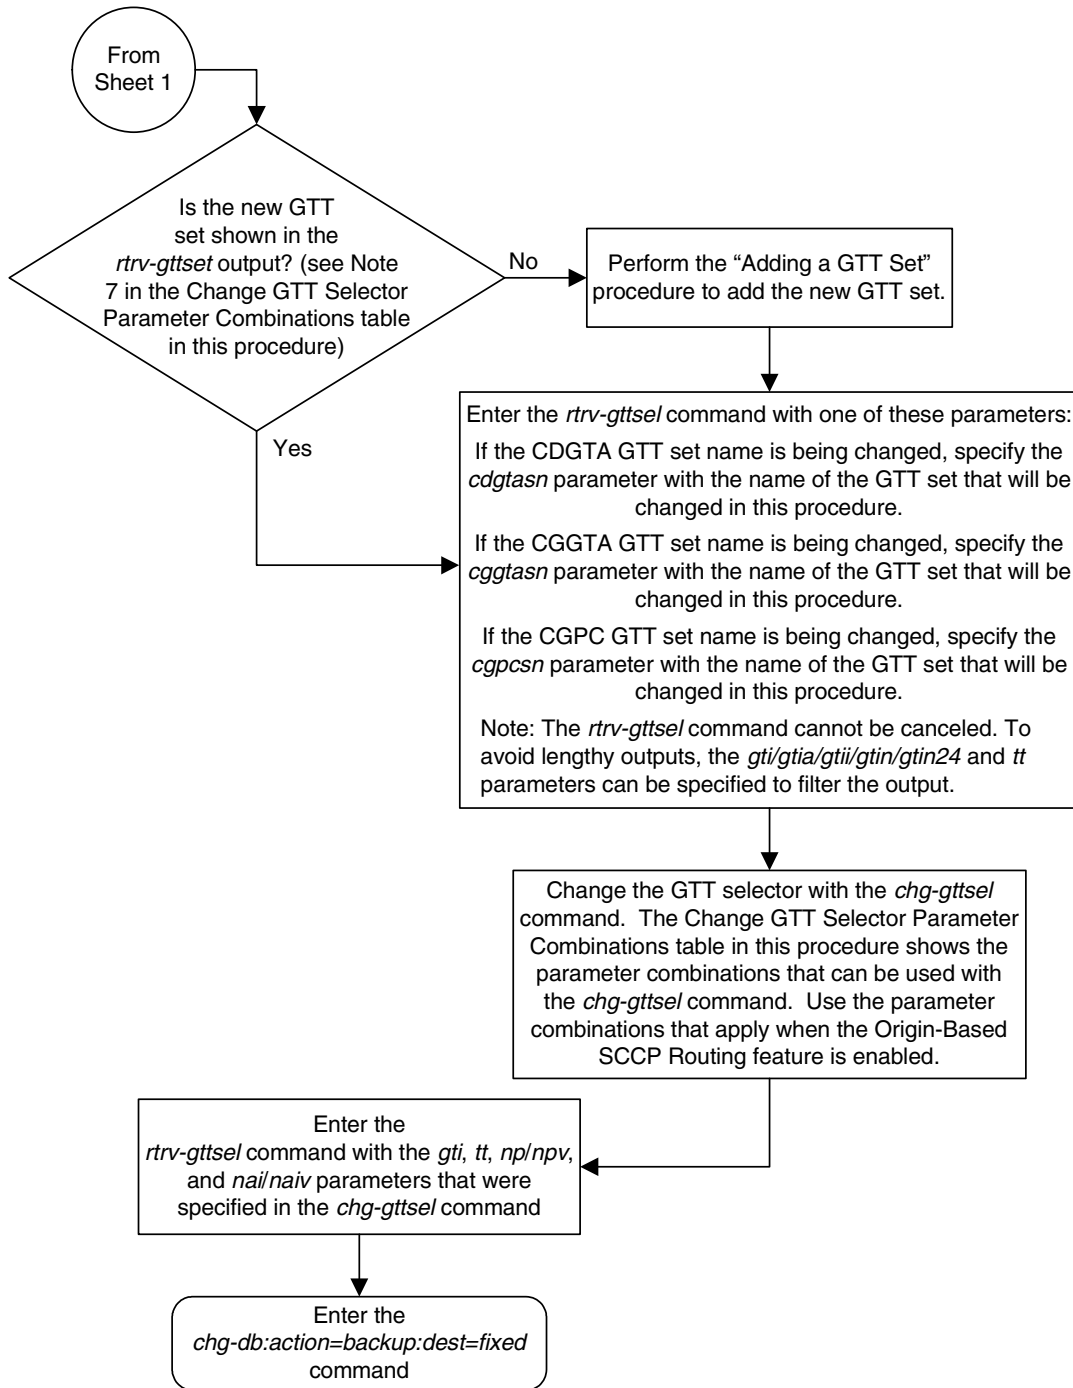 From
Sheet 1
Is the new GTT
set shown in the
rtrv-gttset output? (see Note
7 in the Change GTT Selector
Parameter Combinations table
in this procedure)
No
Perform the “Adding a GTT Set”
procedure to add the new GTT set.
Yes
Enter the rtrv-gttsel command with one of these parameters:
If the CDGTA GTT set name is being changed, specify the
cdgtasn parameter with the name of the GTT set that will be
changed in this procedure.
If the CGGTA GTT set name is being changed, specify the
cggtasn parameter with the name of the GTT set that will be
changed in this procedure.
If the CGPC GTT set name is being changed, specify the
cgpcsn parameter with the name of the GTT set that will be
changed in this procedure.
Note: The rtrv-gttsel command cannot be canceled. To
avoid lengthy outputs, the gti/gtia/gtii/gtin/gtin24 and tt
parameters can be specified to filter the output.
Change the GTT selector with the chg-gttsel
command. The Change GTT Selector Parameter
Combinations table in this procedure shows the
parameter combinations that can be used with
the chg-gttsel command. Use the parameter
combinations that apply when the Origin-Based
SCCP Routing feature is enabled.
Enter the
rtrv-gttsel command with the gti, tt, np/npv,
and nai/naiv parameters that were
specified in the chg-gttsel command
Enter the
chg-db:action=backup:dest=fixed
command